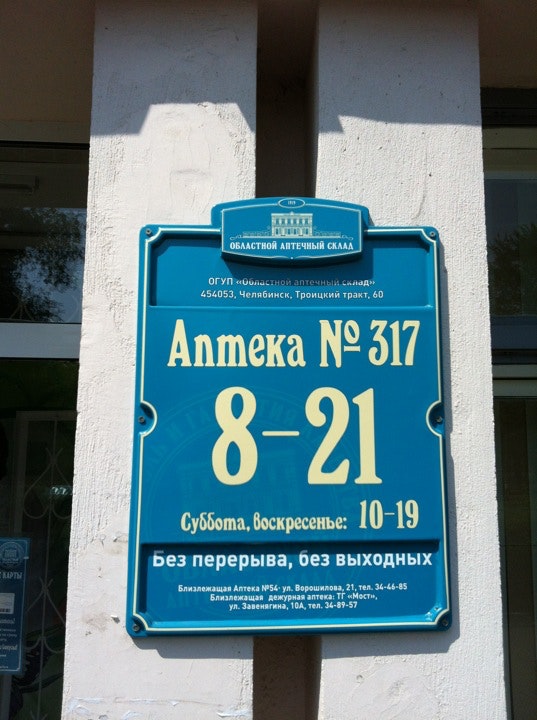 ОБЛАСТНОЙ АПТЕЧНЫЙ СКЛАД
ОГУП «Областной аптечный склад»
454053, Челябинск, Троицкий тракт, 60
Аптека № 317
8–21
Суббота, воскресенье: 10-19
Без перерыва, без выходных
Близлежащая Аптека №54· ул. Ворошилова, 21, тел. 34-46-85
Близлежащая дежурная аптека: ТГ «Мост»,
ул. Завенягина, 10А, тел. 34-89-57
КАРТЫ